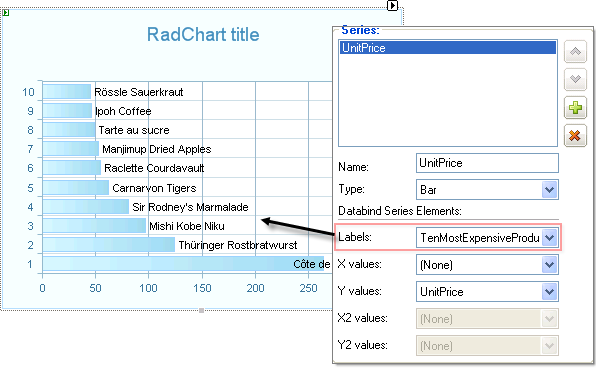 RadChart title
10 Rössle Sauerkraut
9 Ipoh Coffee
8 Tarte au sucre
7 Manjimup Dried Apples
6 Raclette Courdavault
5 Carnarvon Tigers
4 Sir Rodney's Marmalade
3 Mishi Kobe Niku
2 Thüringer Rostbratwurst
1 Côte de
0 50 100 150 200 250
Series:
UnitPrice
Name: UnitPrice
Type: Bar
Databind Series Elements:
Labels: TenMostExpensiveProdu
X values: (None)
Y values: UnitPrice
X2 values: (None)
Y2 values: (None)